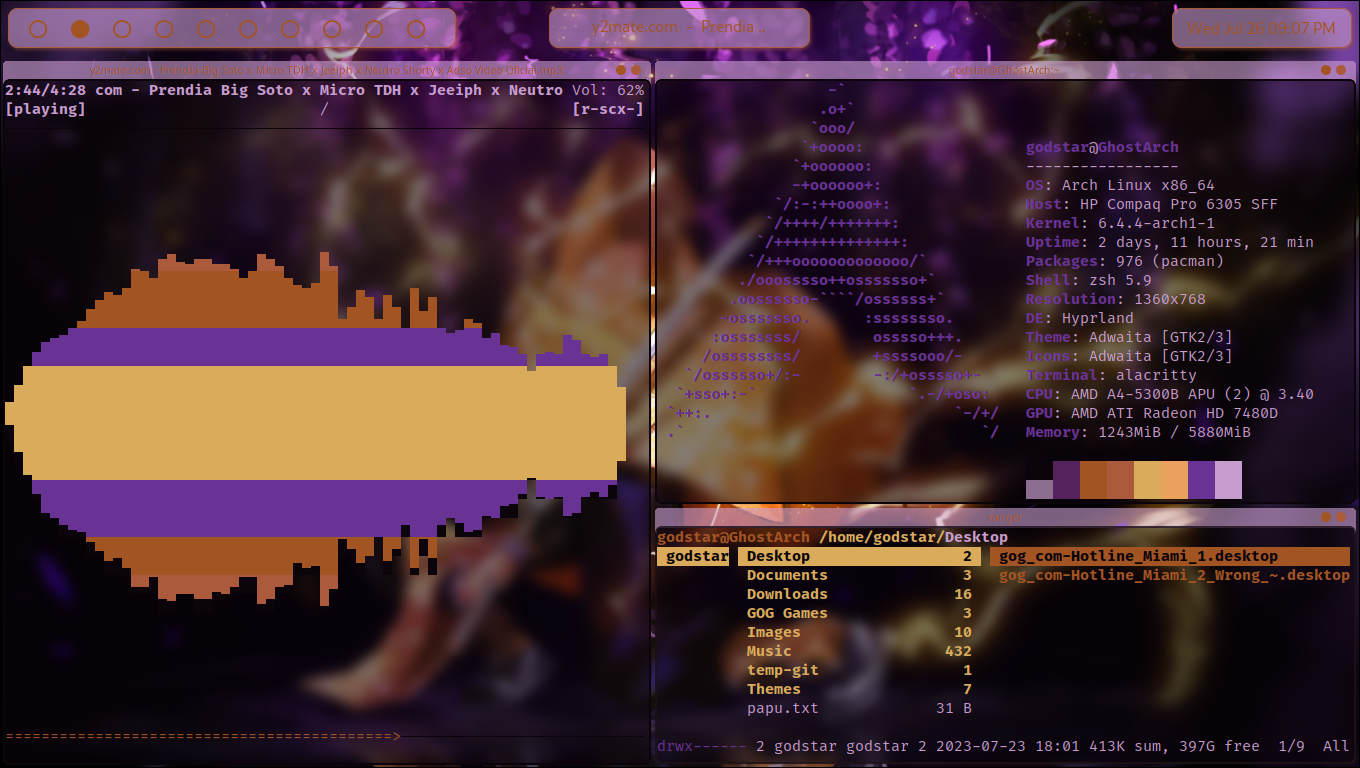 y2mate.com - Prendia ...
Wed Jul 26 08:07 PM
y2mate.com - Prendia Big Soto x Micro TDH x Jeeiph x Neutro Shorty x Adso Video Oficial.mp3
godstar@GhostArch:~
2:44/4:28 com - Prendia Big Soto x Micro TDH x Jeeiph x Neutro Vol: 62%
[playing] / [r-scx-]
godstar@GhostArch
-----------------
OS: Arch Linux x86_64
Host: HP Compaq Pro 6305 SFF
Kernel: 6.4.4-arch1-1
Uptime: 2 days, 11 hours, 21 min
Packages: 976 (pacman)
Shell: zsh 5.9
Resolution: 1360x768
DE: Hyprland
Theme: Adwaita [GTK2/3]
Icons: Adwaita [GTK2/3]
Terminal: alacritty
CPU: AMD A4-5300B APU (2) @ 3.40
GPU: AMD ATI Radeon HD 7480D
Memory: 1243MiB / 5880MiB
ranger
godstar@GhostArch /home/godstar/Desktop
godstar Desktop 2 gog_com-Hotline_Miami_1.desktop
Documents 3 gog_com-Hotline_Miami_2_Wrong_~.desktop
Downloads 16
GOG Games 3
Images 10
Music 432
temp-git 1
Themes 7
papu.txt 31 B
drwx------ 2 godstar godstar 2 2023-07-23 18:01 413K sum, 397G free 1/9 All